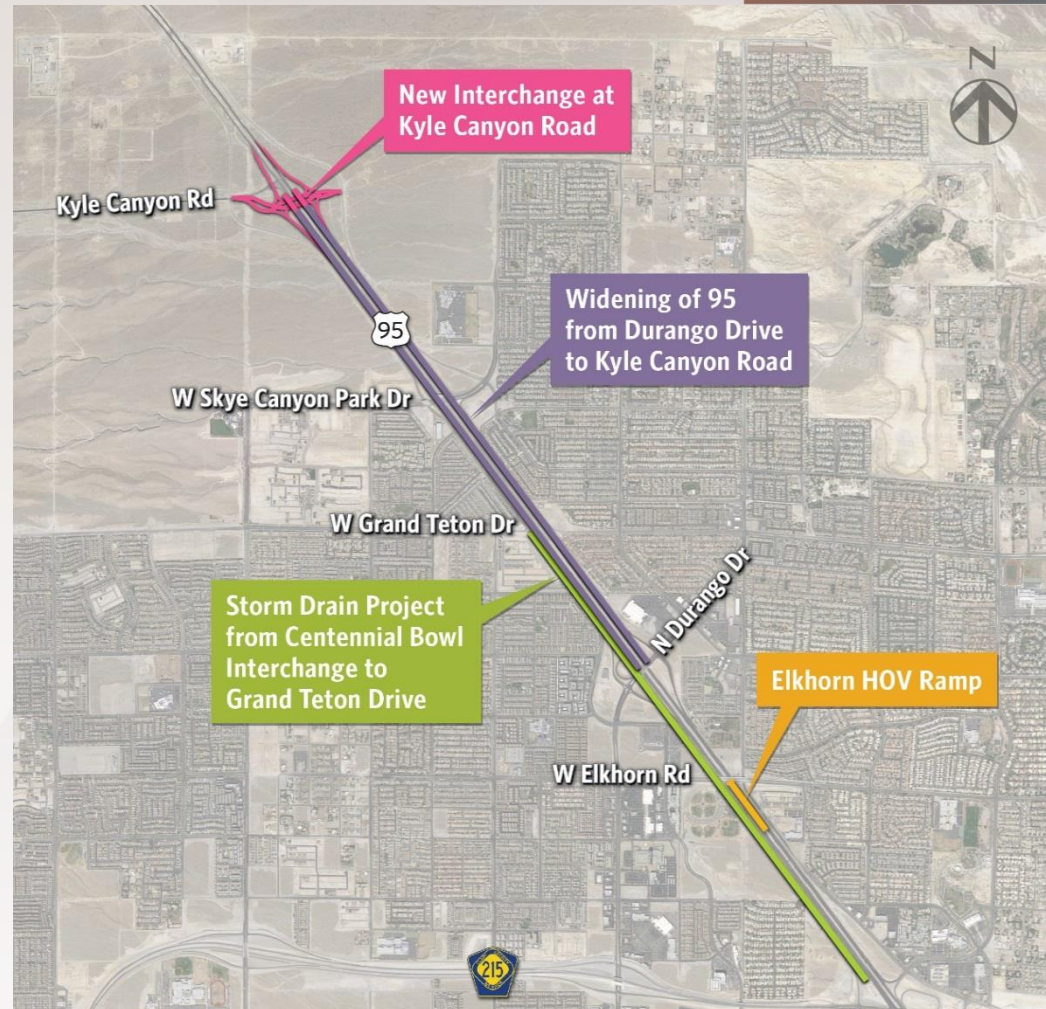 N
New Interchange at
Kyle Canyon Road
Kyle Canyon Rd
Widening of 95
from Durango Drive
to Kyle Canyon Road
95
W Skye Canyon Park Dr
W Grand Teton Dr
N Durango Dr
Storm Drain Project
from Centennial Bowl
Interchange to
Grand Teton Drive
Elkhorn HOV Ramp
W Elkhorn Rd
215